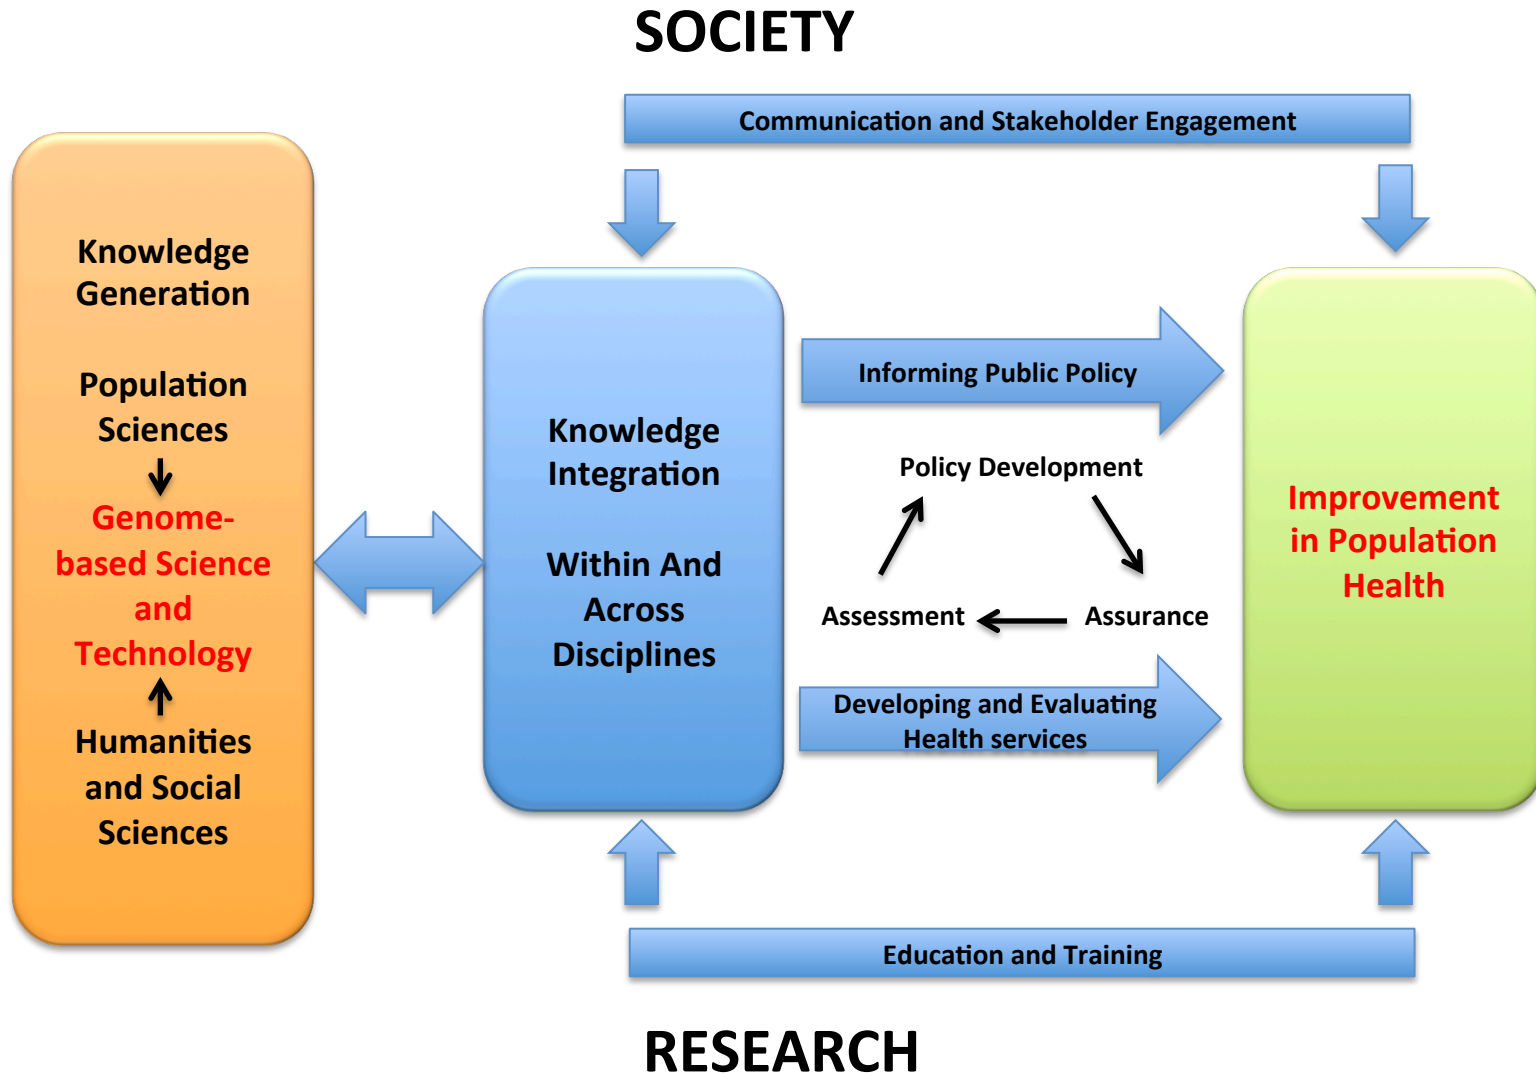 SOCIETY
Communication and Stakeholder Engagement
Knowledge
Generation
Population
Sciences
Genome-
based Science
and
Technology
Humanities
and Social
Sciences
Knowledge
Integration
Within And
Across
Disciplines
Informing Public Policy
Policy Development
Assessment
Assurance
Developing and Evaluating
Health services
Improvement
in Population
Health
Education and Training
RESEARCH